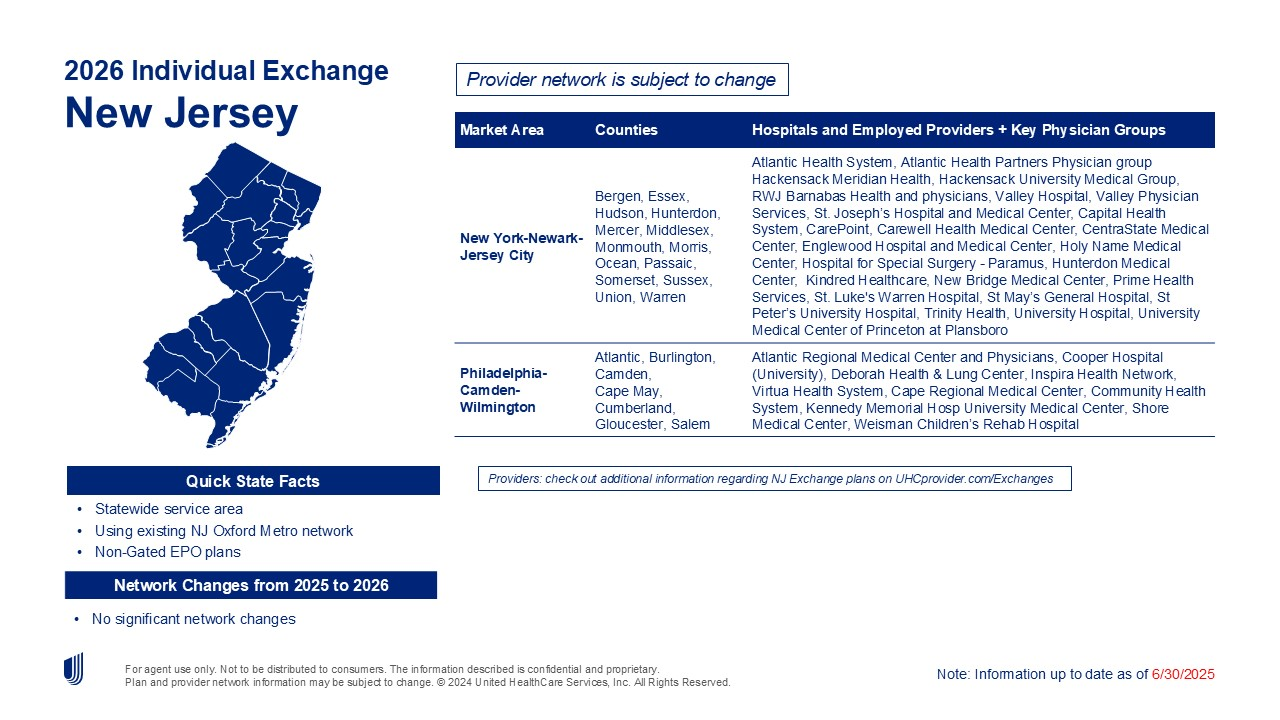 2026 Individual Exchange
New Jersey
Provider network is subject to change
Market Area Counties Hospitals and Employed Providers + Key Physician Groups
New York-Newark-
Jersey City
Bergen, Essex,
Hudson, Hunterdon,
Mercer, Middlesex,
Monmouth, Morris,
Ocean, Passaic,
Somerset, Sussex,
Union, Warren
Atlantic Health System, Atlantic Health Partners Physician group
Hackensack Meridian Health, Hackensack University Medical Group,
RWJ Barnabas Health and physicians, Valley Hospital, Valley Physician
Services, St. Joseph's Hospital and Medical Center, Capital Health
System, CarePoint, Carewell Health Medical Center, CentraState Medical
Center, Englewood Hospital and Medical Center, Holy Name Medical
Center, Hospital for Special Surgery - Paramus, Hunterdon Medical
Center, Kindred Healthcare, New Bridge Medical Center, Prime Health
Services, St. Luke's Warren Hospital, St May's General Hospital, St
Peter's University Hospital, Trinity Health, University Hospital, University
Medical Center of Princeton at Plansboro
Philadelphia-
Camden-
Wilmington
Atlantic, Burlington,
Camden,
Cape May,
Cumberland,
Gloucester, Salem
Atlantic Regional Medical Center and Physicians, Cooper Hospital
(University), Deborah Health & Lung Center, Inspira Health Network,
Virtua Health System, Cape Regional Medical Center, Community Health
System, Kennedy Memorial Hosp University Medical Center, Shore
Medical Center, Weisman Children's Rehab Hospital
Quick State Facts
• Statewide service area
• Using existing NJ Oxford Metro network
• Non-Gated EPO plans
Providers: check out additional information regarding NJ Exchange plans on UHCprovider.com/Exchanges
Network Changes from 2025 to 2026
• No significant network changes
For agent use only. Not to be distributed to consumers. The information described is confidential and proprietary.
Plan and provider network information may be subject to change. © 2024 United HealthCare Services, Inc. All Rights Reserved.
Note: Information up to date as of 6/30/2025